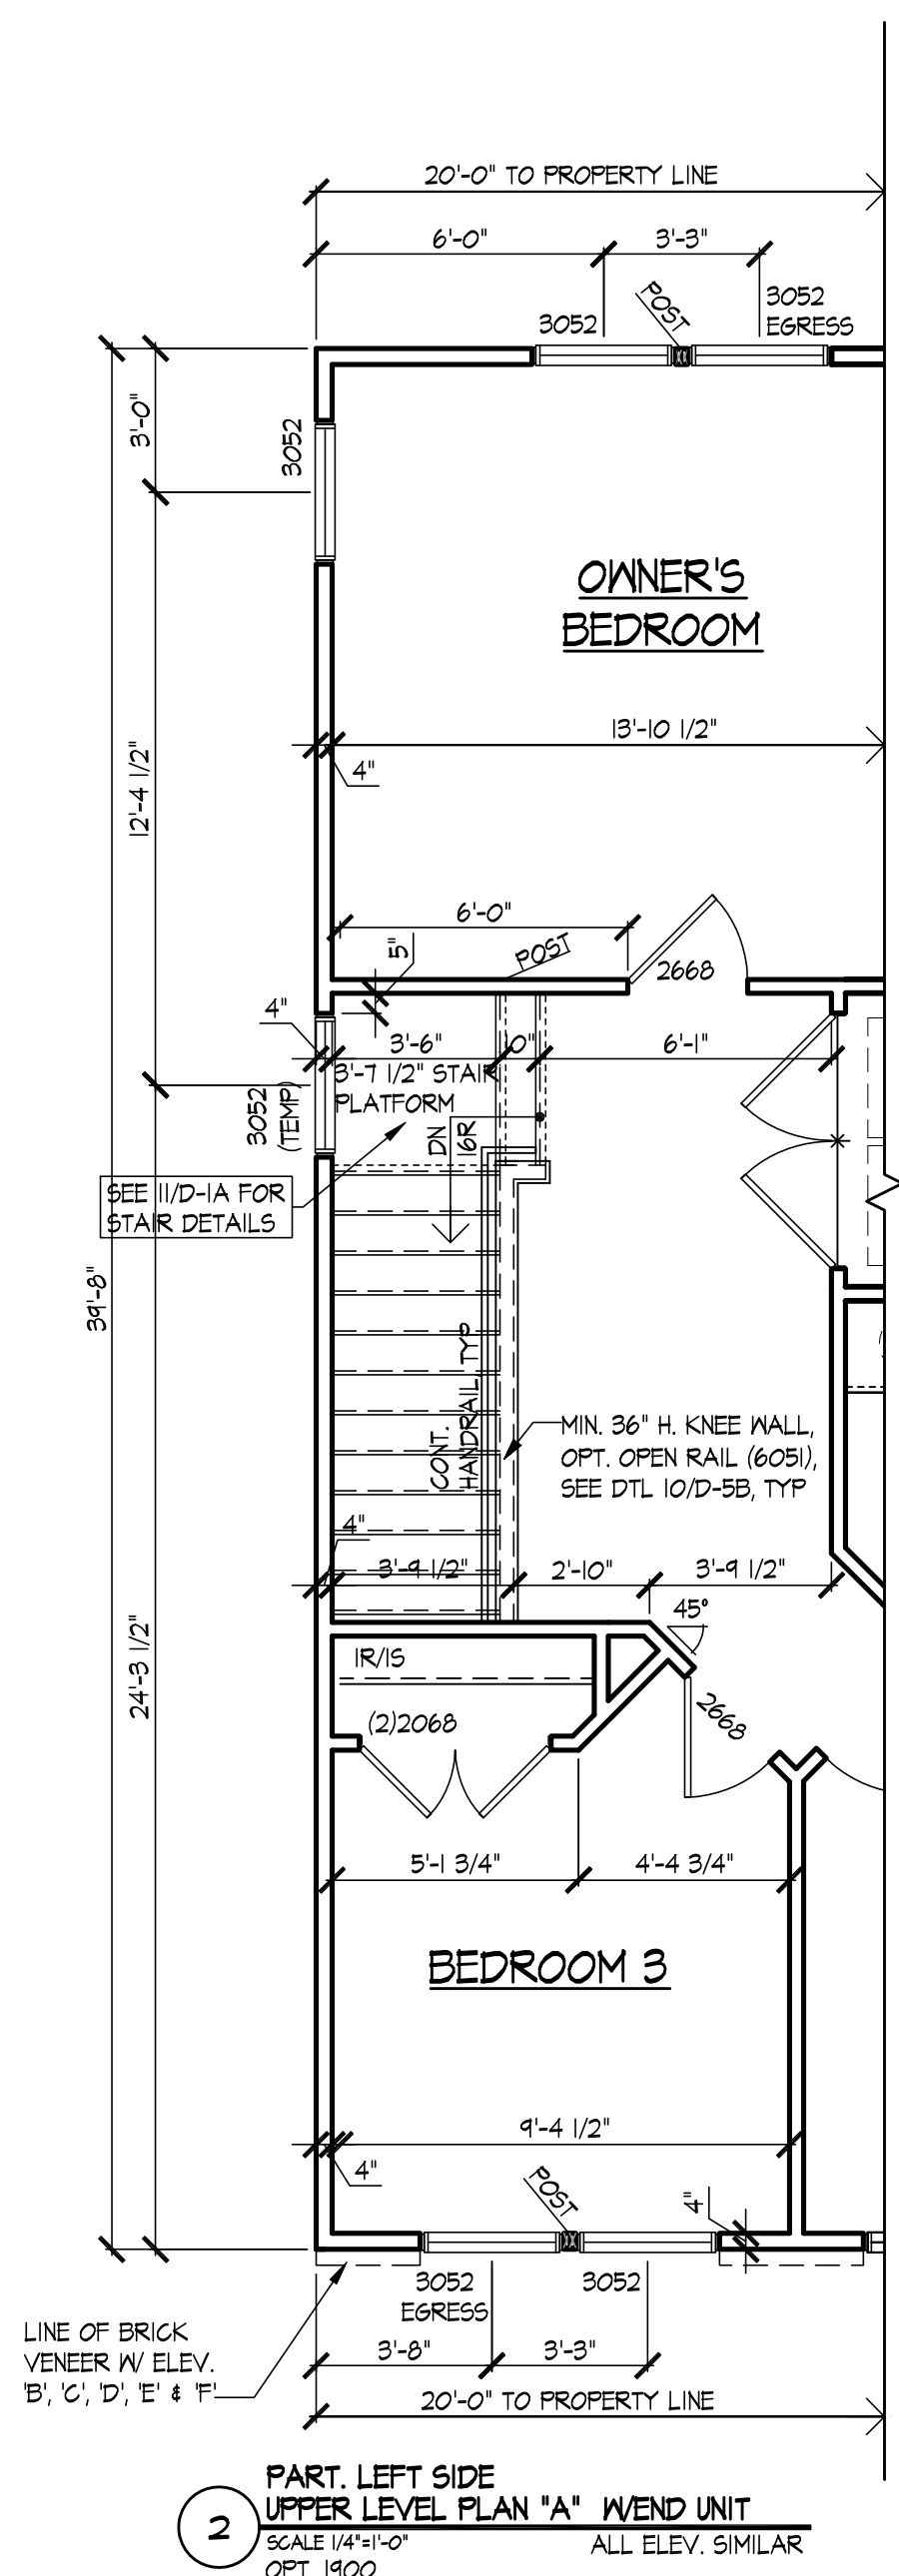 20'-0" TO PROPERTY LINE
6'-0"
3'-3"
POST
3052
3052
EGRESS
3'-0"
3052
OWNER'S
BEDROOM
13'-10 1/2"
4"
12'-4 1/2"
6'-0"
5"
POST
2668
4"
3'-6"
6'-1"
3'-7 1/2" STAIR
PLATFORM
3052
(TEMP)
DN
16R
SEE 11/D-1A FOR
STAIR DETAILS
39'-8"
CONT.
HANDRAIL, TYP
MIN. 36" H. KNEE WALL,
OPT. OPEN RAIL (6051),
SEE DTL 10/D-5B, TYP
4"
3'-9 1/2"
2'-10"
3'-9 1/2"
45°
24'-3 1/2"
1R/1S
(2)2068
2668
5'-1 3/4"
4'-4 3/4"
BEDROOM 3
9'-4 1/2"
4"
POST
4"
3052
EGRESS
3052
LINE OF BRICK
VENEER W/ ELEV.
'B', 'C', 'D', 'E' & 'F'
3'-8"
3'-3"
20'-0" TO PROPERTY LINE
2
PART. LEFT SIDE
UPPER LEVEL PLAN "A" W/END UNIT
SCALE 1/4"=1'-0"
ALL ELEV. SIMILAR
OPT. 1900